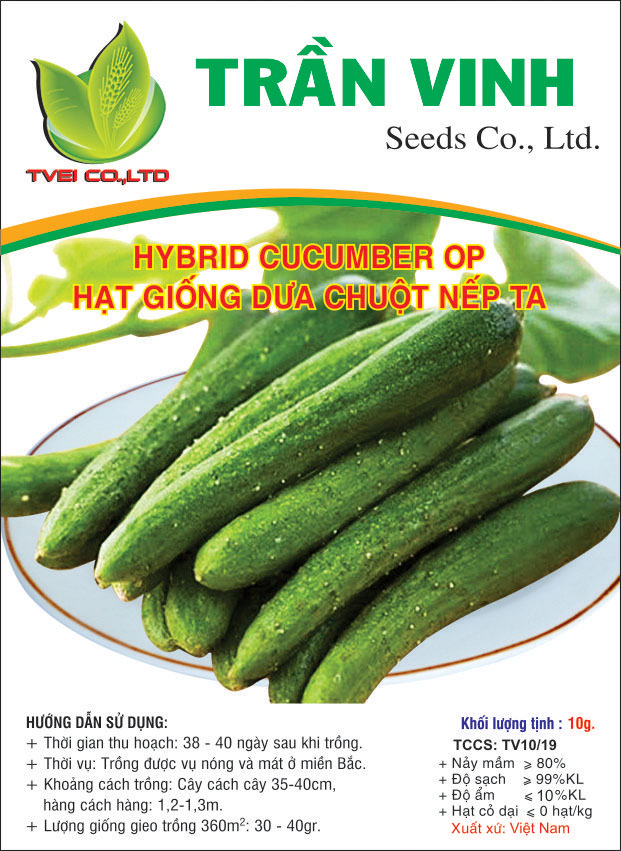 TRẦN VINH
Seeds Co., Ltd.
TVEI CO.,LTD
HYBRID CUCUMBER OP
HẠT GIỐNG DƯA CHUỘT NẾP TA
HƯỚNG DẪN SỬ DỤNG:
+ Thời gian thu hoạch: 38 - 40 ngày sau khi trồng.
+ Thời vụ: Trồng được vụ nóng và mát ở miền Bắc.
+ Khoảng cách trồng: Cây cách cây 35-40cm,
hàng cách hàng: 1,2-1,3m.
+ Lượng giống gieo trồng 360m²: 30 - 40gr.
Khối lượng tịnh : 10g.
TCCS: TV10/19
+ Nảy mầm ⩾ 80%
+ Độ sạch ⩾ 99%KL
+ Độ ẩm ⩽ 10%KL
+ Hạt cỏ dại ⩽ 0 hạt/kg
Xuất xứ: Việt Nam